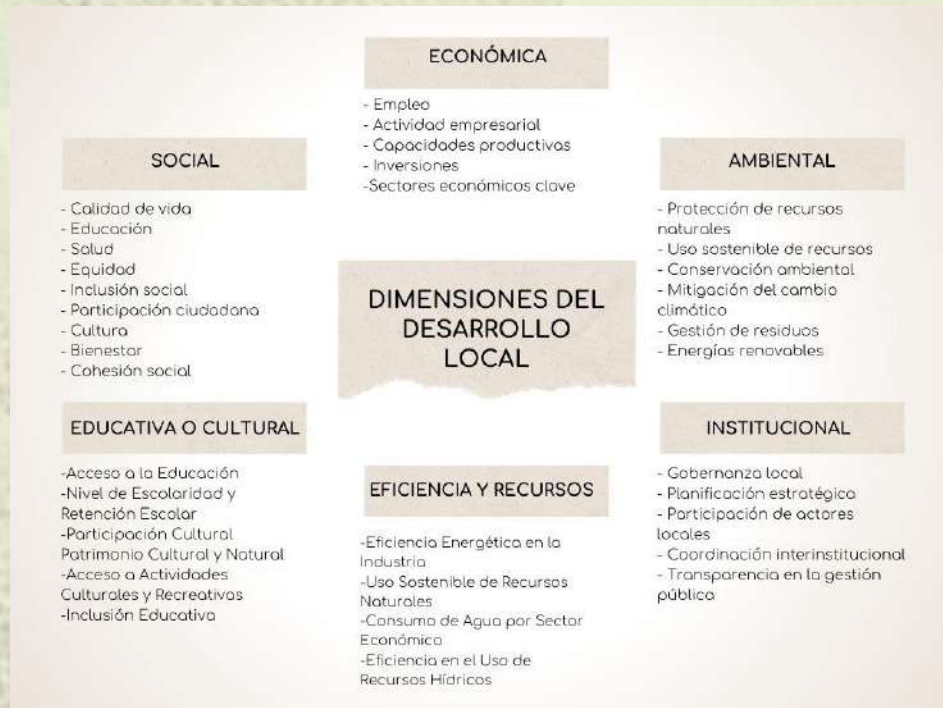 ECONÓMICA
- Empleo
- Actividad empresarial
- Capacidades productivas
- Inversiones
-Sectores económicos clave
SOCIAL
- Calidad de vida
- Educación
- Salud
- Equidad
- Inclusión social
- Participación ciudadana
- Cultura
- Bienestar
- Cohesión social
DIMENSIONES DEL
DESARROLLO
LOCAL
AMBIENTAL
- Protección de recursos
naturales
- Uso sostenible de recursos
- Conservación ambiental
- Mitigación del cambio
climático
- Gestión de residuos
- Energías renovables
EDUCATIVA O CULTURAL
-Acceso a la Educación
-Nivel de Escolaridad y
Retención Escolar
-Participación Cultural
Patrimonio Cultural y Natural
-Acceso a Actividades
Culturales y Recreativas
-Inclusión Educativa
EFICIENCIA Y RECURSOS
-Eficiencia Energética en la
Industria
-Uso Sostenible de Recursos
Naturales
-Consumo de Agua por Sector
Económico
-Eficiencia en el Uso de
Recursos Hídricos
INSTITUCIONAL
- Gobernanza local
- Planificación estratégica
- Participación de actores
locales
- Coordinación interinstitucional
- Transparencia en la gestión
pública